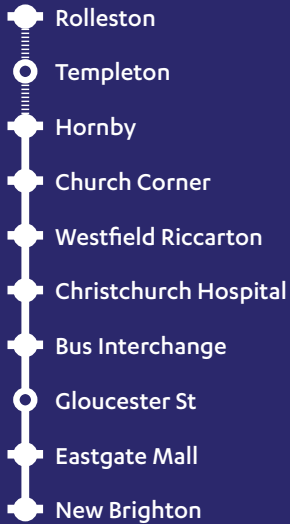 Rolleston
Templeton
Hornby
Church Corner
Westfield Riccarton
Christchurch Hospital
Bus Interchange
Gloucester St
Eastgate Mall
New Brighton